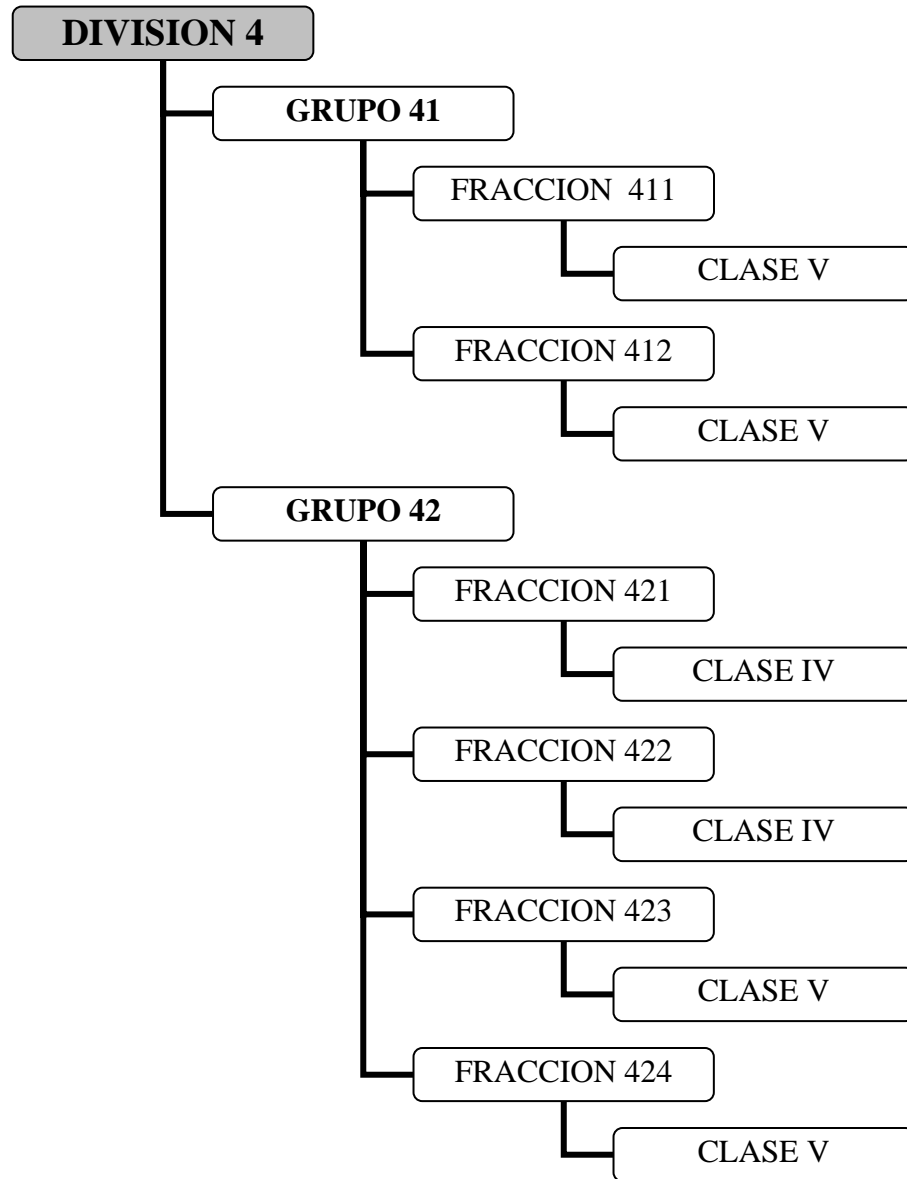 DIVISION 4
GRUPO 41
FRACCION 411
CLASE V
FRACCION 412
CLASE V
GRUPO 42
FRACCION 421
CLASE IV
FRACCION 422
CLASE IV
FRACCION 423
CLASE V
FRACCION 424
CLASE V